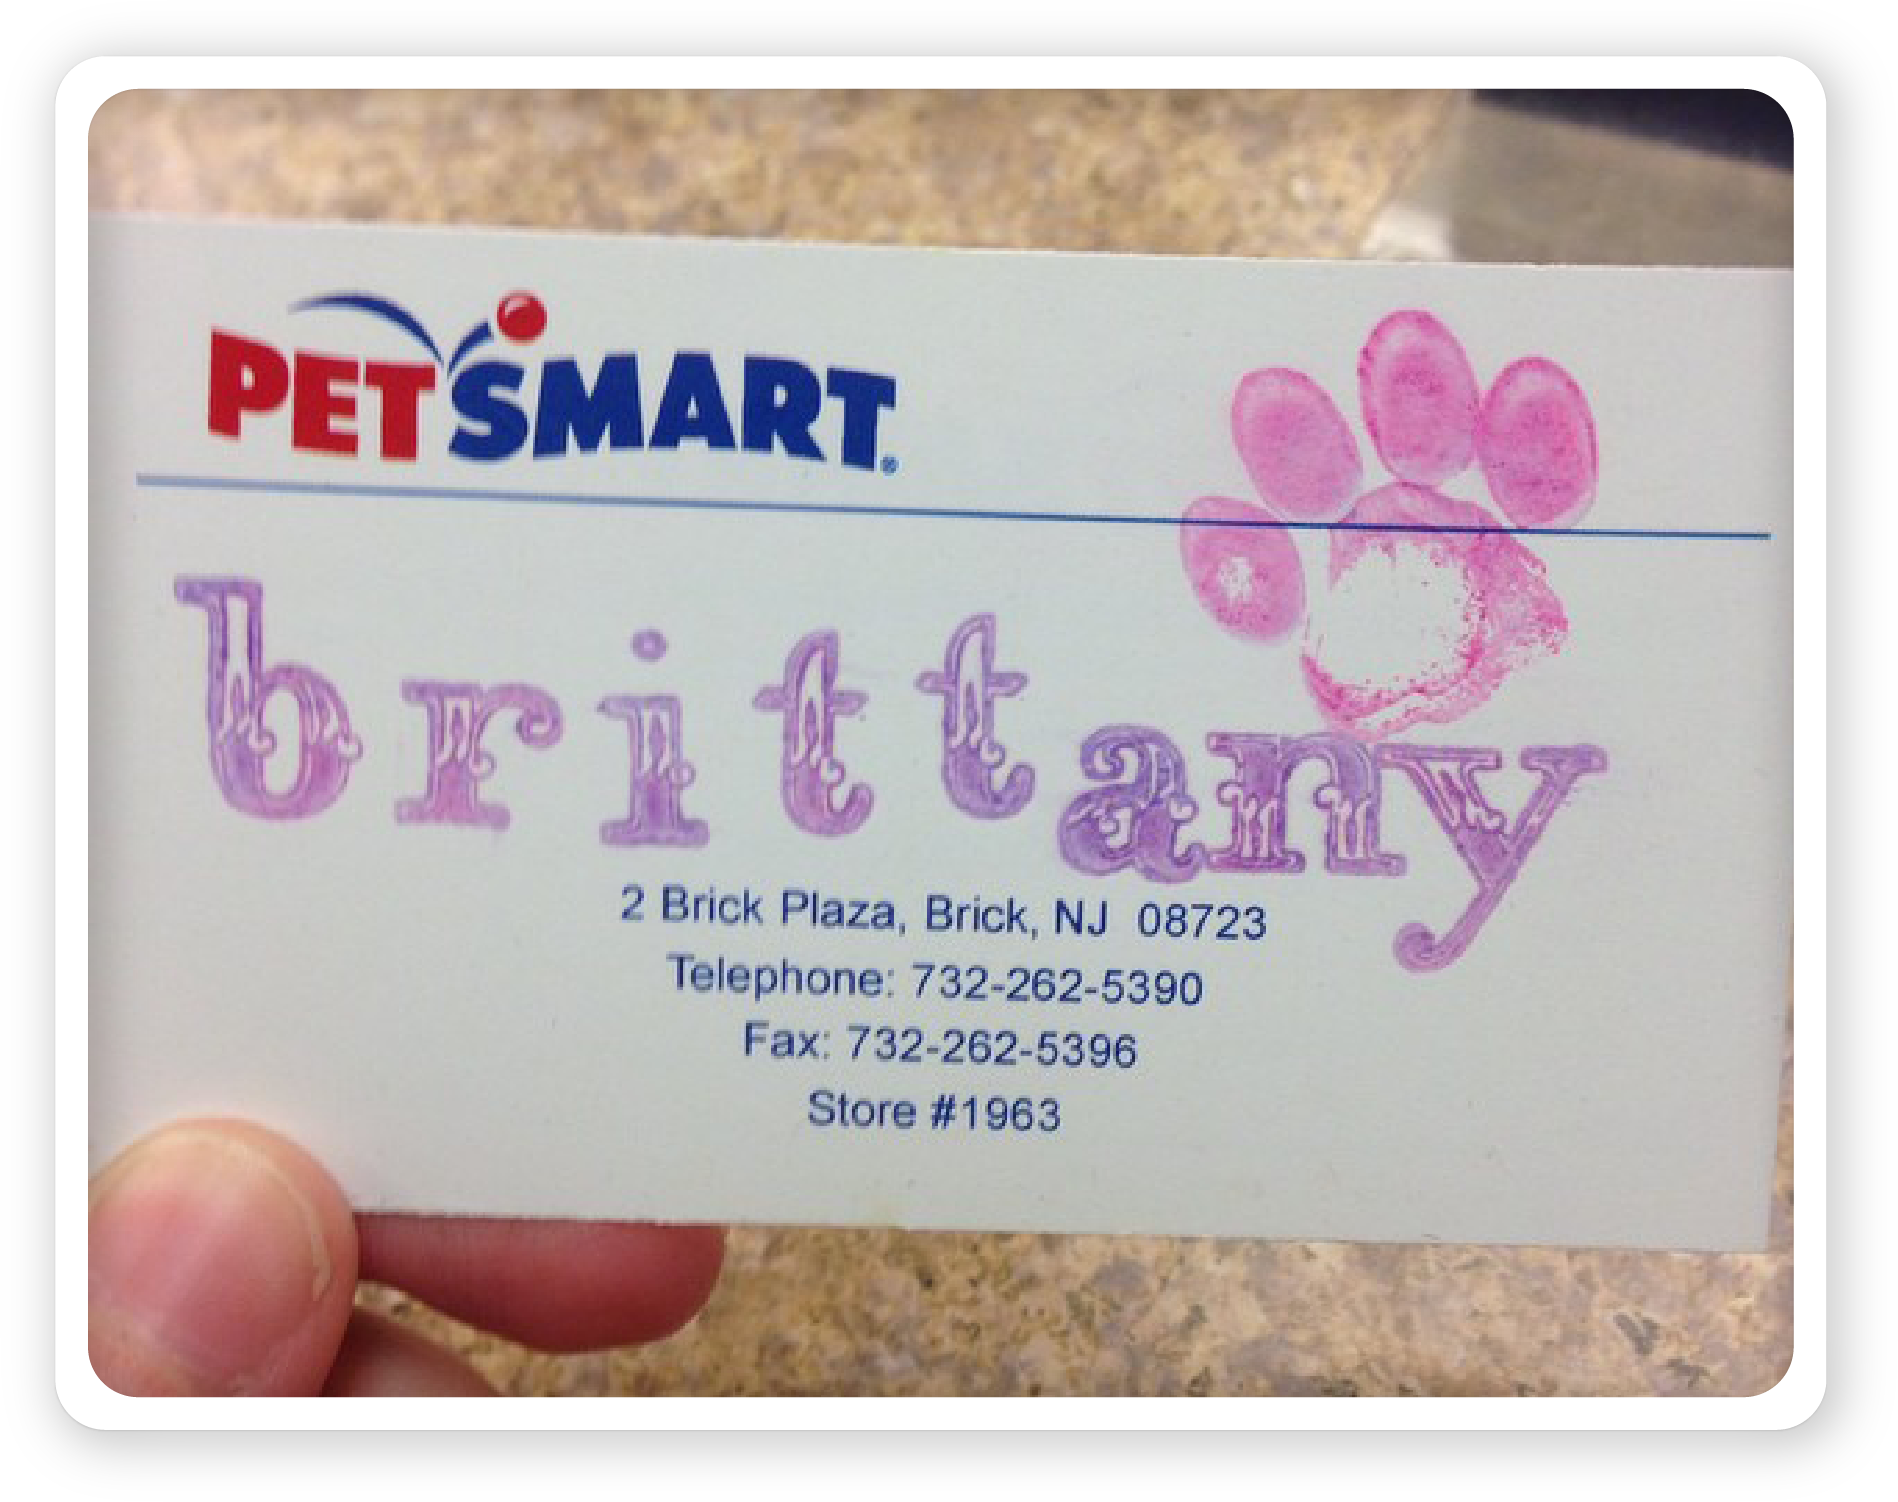 PETSMART®
brittany
2 Brick Plaza, Brick, NJ 08723
Telephone: 732-262-5390
Fax: 732-262-5396
Store #1963